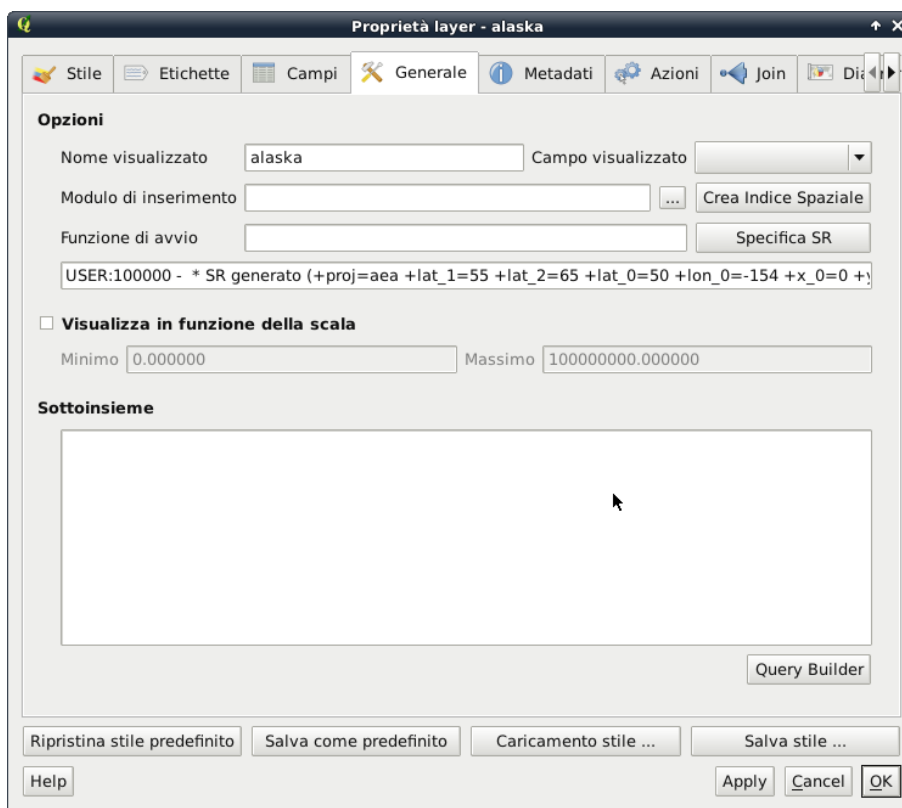 Proprietà layer - alaska
Stile Etichette Campi Generale Metadati Azioni Join
Opzioni
Nome visualizzato alaska Campo visualizzato
Modulo di inserimento ... Crea Indice Spaziale
Funzione di avvio Specifica SR
USER:100000 - * SR generato (+proj=aea +lat_1=55 +lat_2=65 +lat_0=50 +lon_0=-154 +x_0=0
Visualizza in funzione della scala
Minimo 0.000000 Massimo 100000000.000000
Sottoinsieme
Query Builder
Ripristina stile predefinito Salva come predefinito Caricamento stile ... Salva stile ...
Help Apply Cancel OK